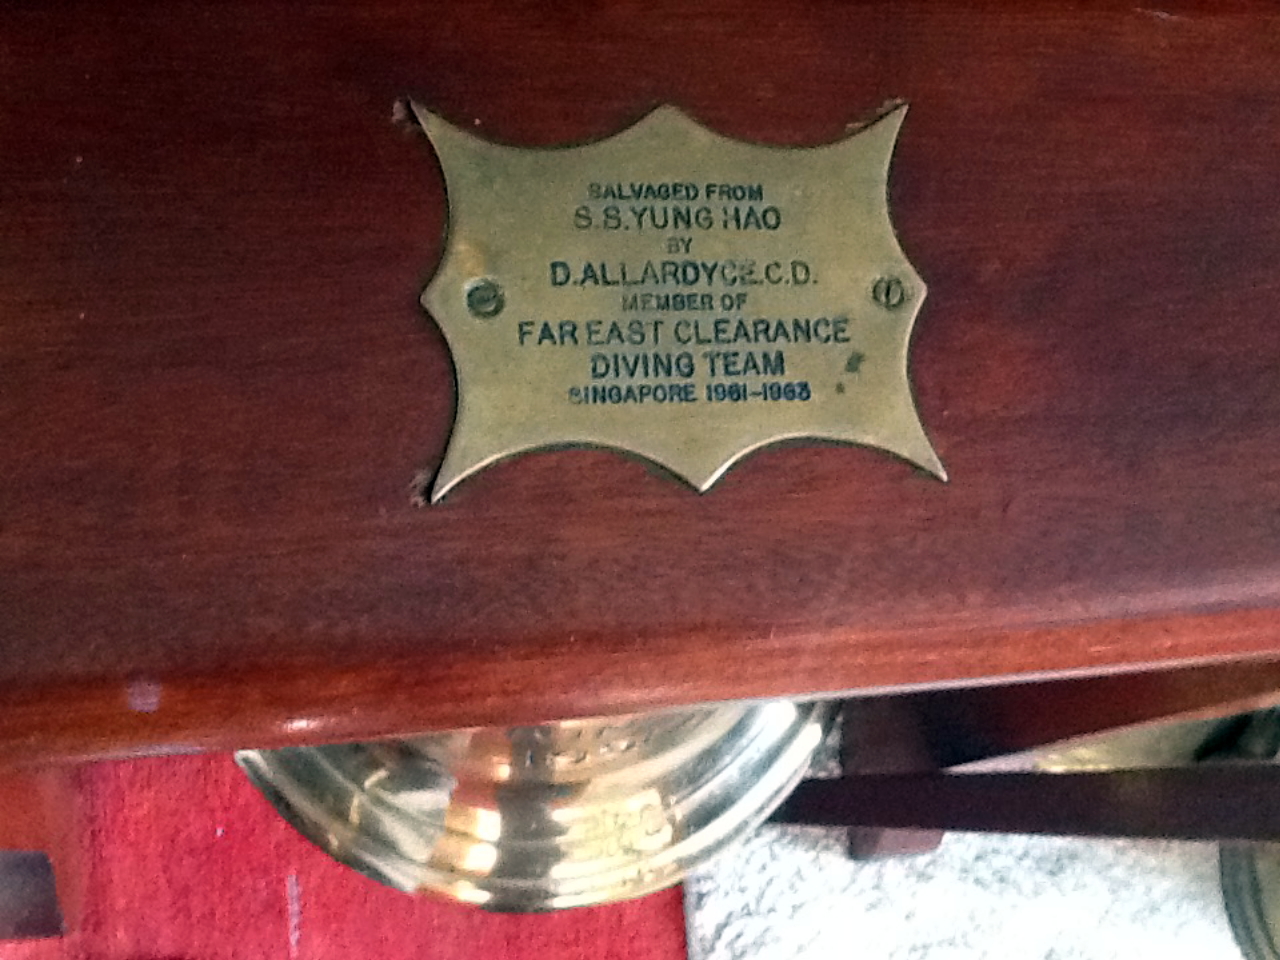 SALVAGED FROM
S.S.YUNG HAO
BY
D.ALLARDYCE.C.D.
MEMBER OF
FAR EAST CLEARANCE
DIVING TEAM
SINGAPORE 1961-1963